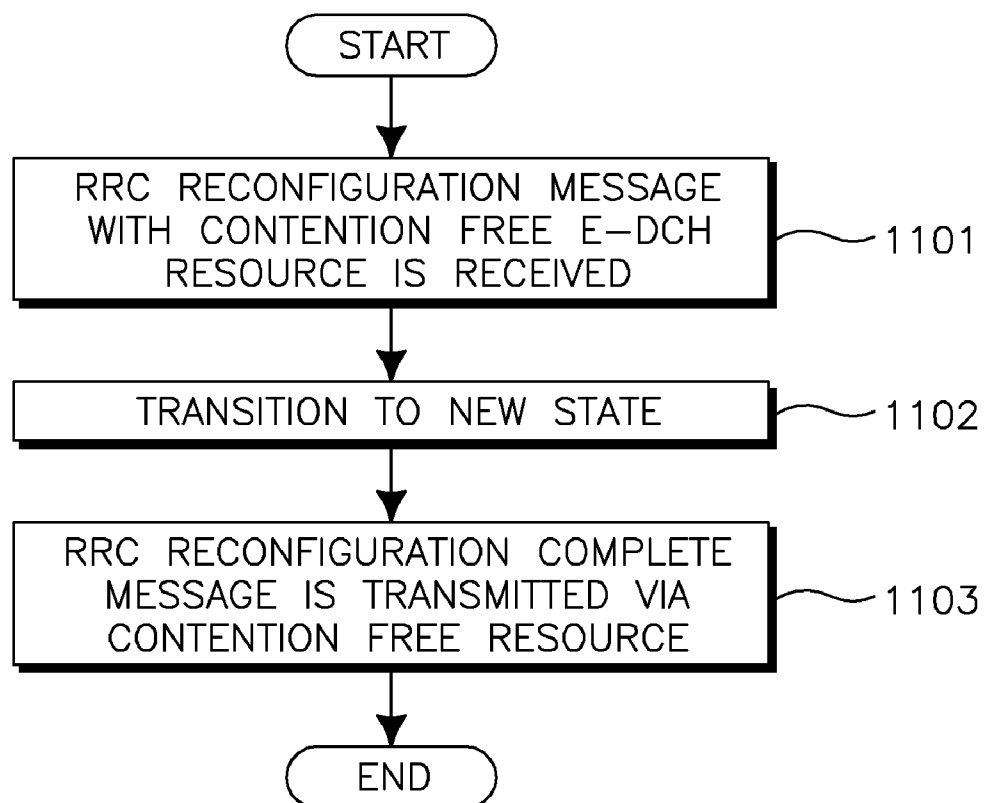 START
RRC RECONFIGURATION MESSAGE
WITH CONTENTION FREE E-DCH
RESOURCE IS RECEIVED
1101
TRANSITION TO NEW STATE
1102
RRC RECONFIGURATION COMPLETE
MESSAGE IS TRANSMITTED VIA
CONTENTION FREE RESOURCE
1103
END